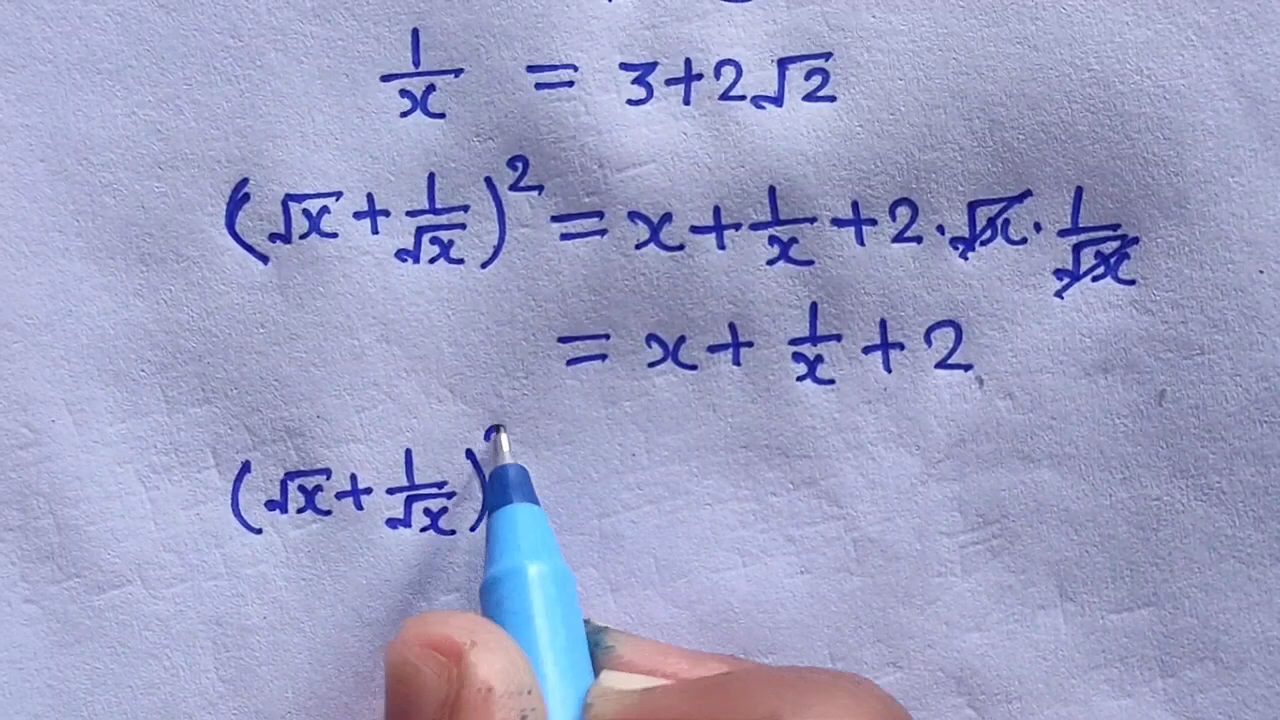 1/x = 3+2√2
(√x + 1/√x)² = x + 1/x + 2·√x·1/√x
= x + 1/x + 2
(√x + 1/√x)